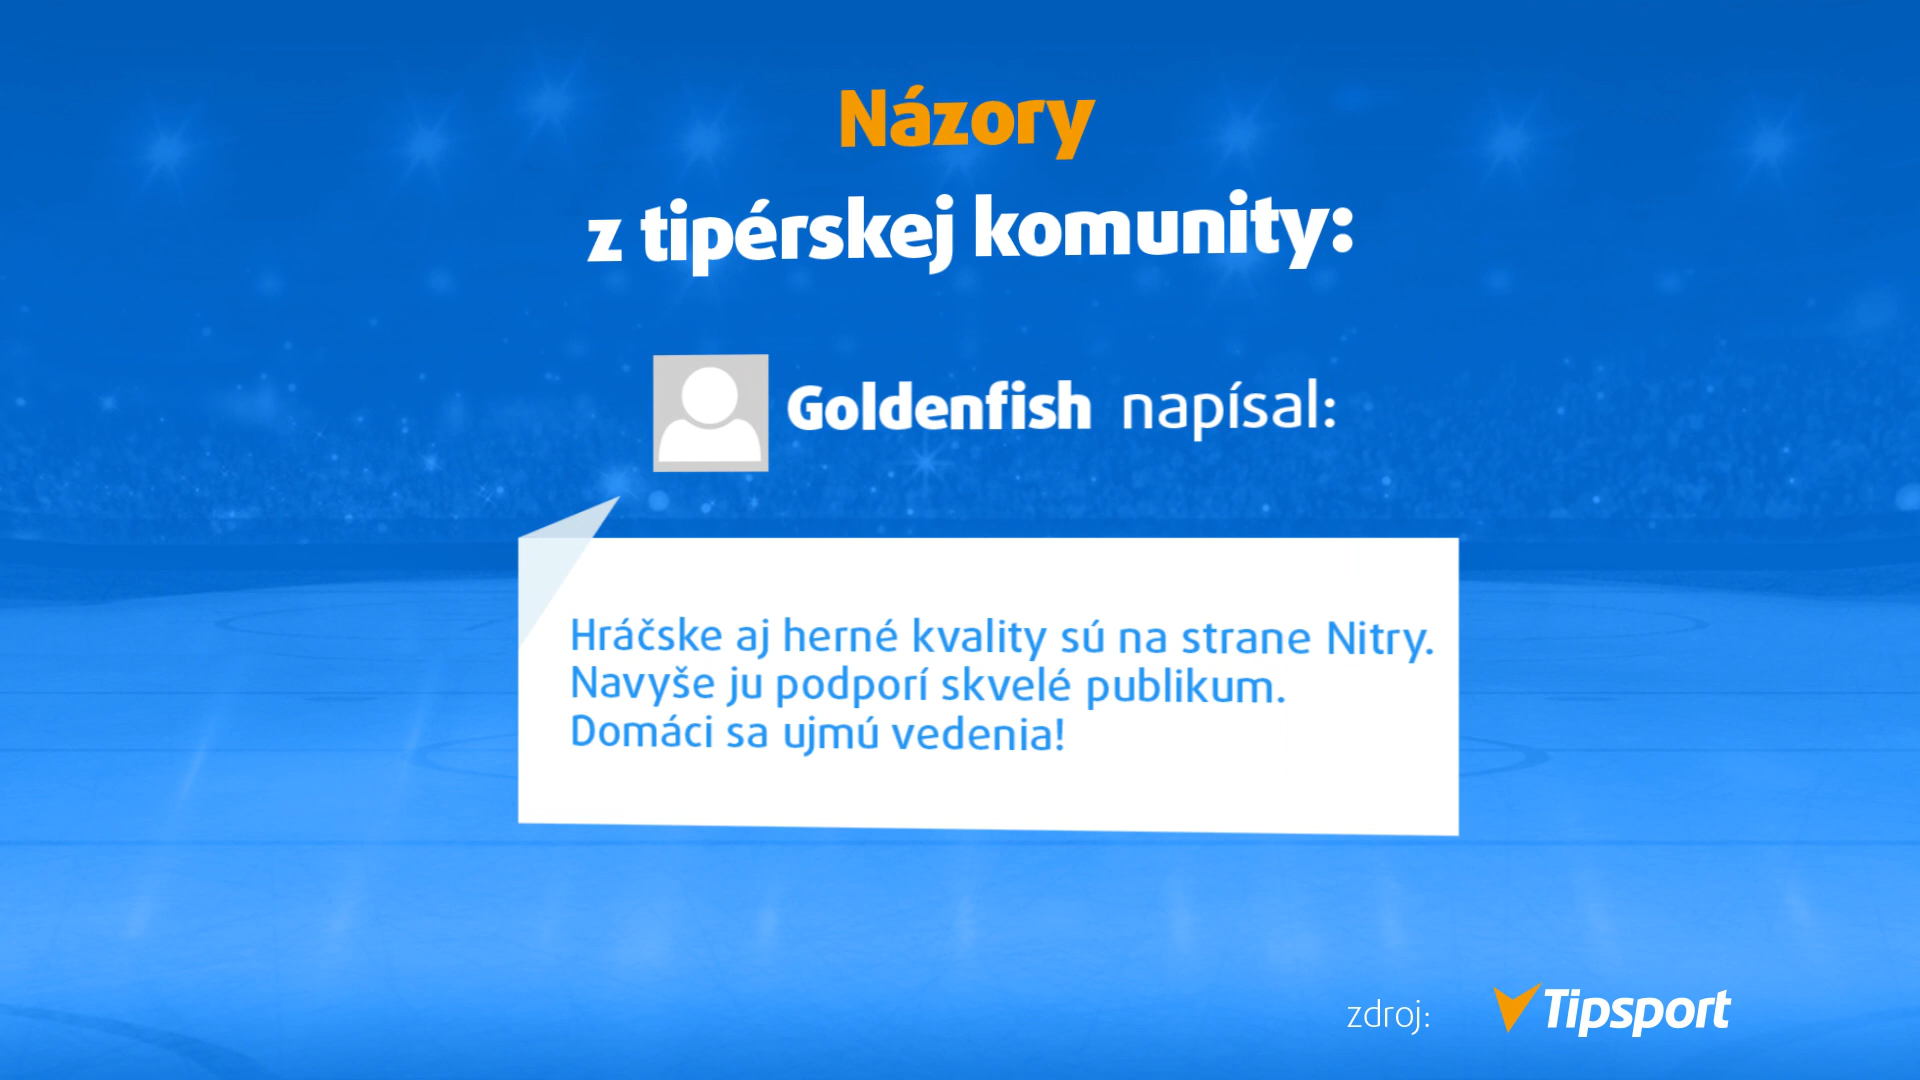 Názory
z tipérskej komunity:
Goldenfish napísal:
Hráčske aj herné kvality sú na strane Nitry.
Navyše ju podporí skvelé publikum.
Domáci sa ujmú vedenia!
zdroj: Tipsport